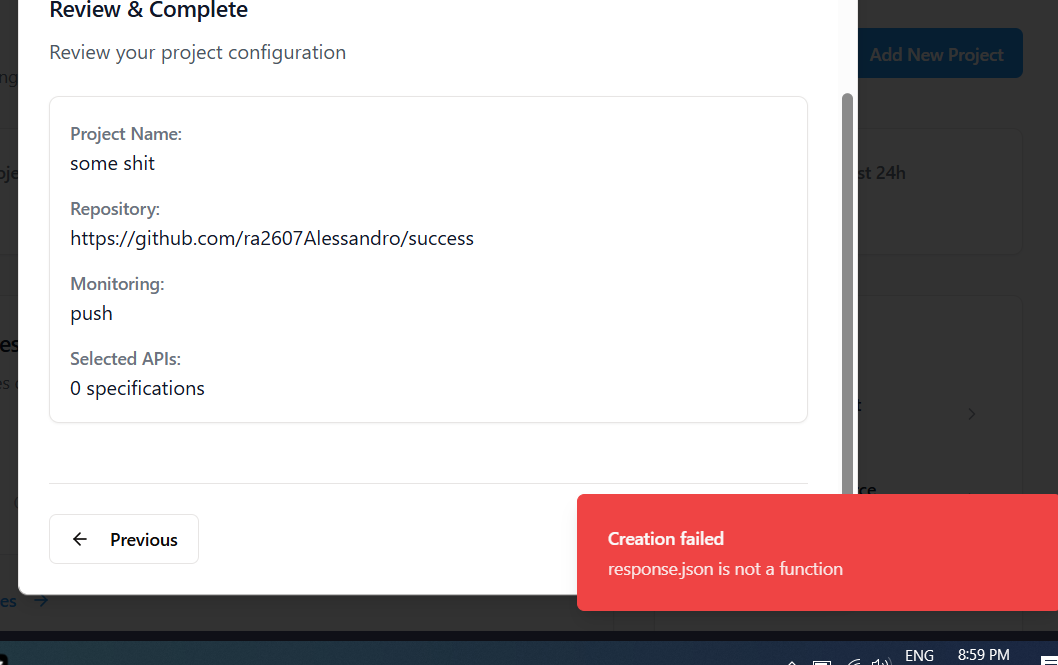 Review & Complete
Review your project configuration
Add New Project
Project Name:
some shit
st 24h
Repository:
https://github.com/ra2607Alessandro/success
Monitoring:
push
Selected APIs:
0 specifications
Previous
Creation failed
response.json is not a function
ENG
8:59 PM